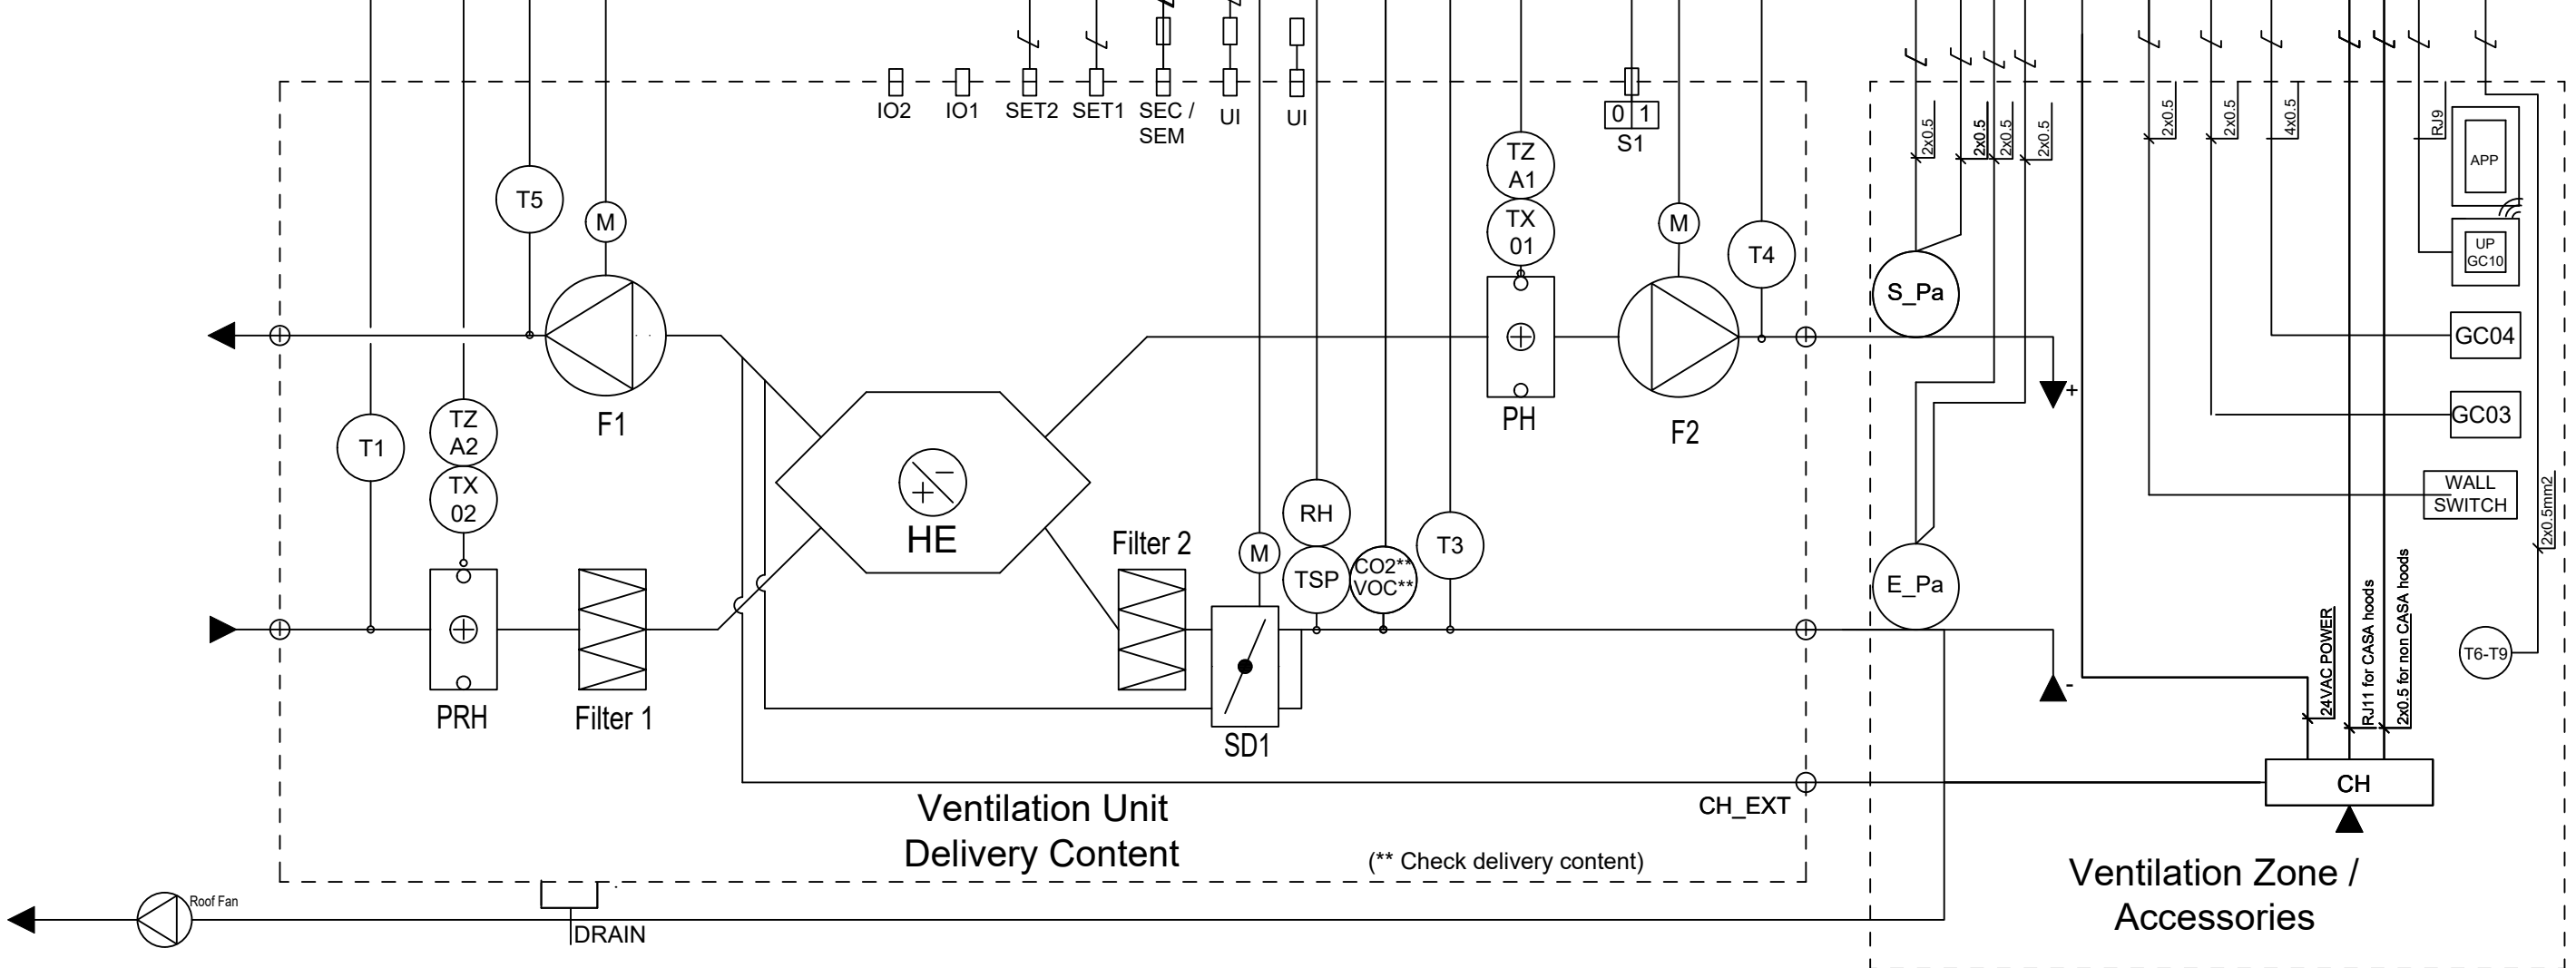 IO2
IO1
SET2
SET1
SEC /
SEM
UI
UI
0 1
S1
2x0.5
2x0.5
2x0.5
2x0.5
2x0.5
2x0.5
4x0.5
RJ9
APP
UP
GC10
T5
M
TZ
A1
TX
01
M
T4
S_Pa
GC04
+
F1
PH
F2
GC03
T1
TZ
A2
TX
02
HE
+ −
WALL
SWITCH
2x0.5mm2
Filter 2
M
RH
TSP
CO2**
VOC**
T3
E_Pa
PRH
Filter 1
SD1
-
24VAC POWER
RJ11 for CASA hoods
2x0.5 for non CASA hoods
T6-T9
CH
CH_EXT
Ventilation Unit
Delivery Content
(** Check delivery content)
Ventilation Zone /
Accessories
Roof Fan
DRAIN